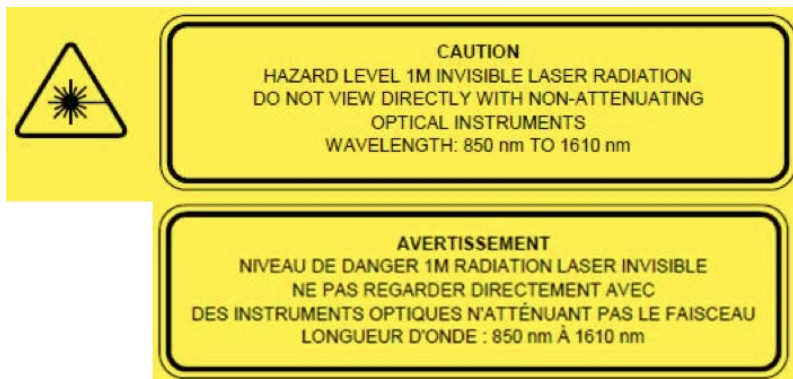 CAUTION
HAZARD LEVEL 1M INVISIBLE LASER RADIATION
DO NOT VIEW DIRECTLY WITH NON-ATTENUATING
OPTICAL INSTRUMENTS
WAVELENGTH: 850 nm TO 1610 nm
AVERTISSEMENT
NIVEAU DE DANGER 1M RADIATION LASER INVISIBLE
NE PAS REGARDER DIRECTEMENT AVEC
DES INSTRUMENTS OPTIQUES N'ATTÉNUANT PAS LE FAISCEAU
LONGUEUR D'ONDE : 850 nm À 1610 nm